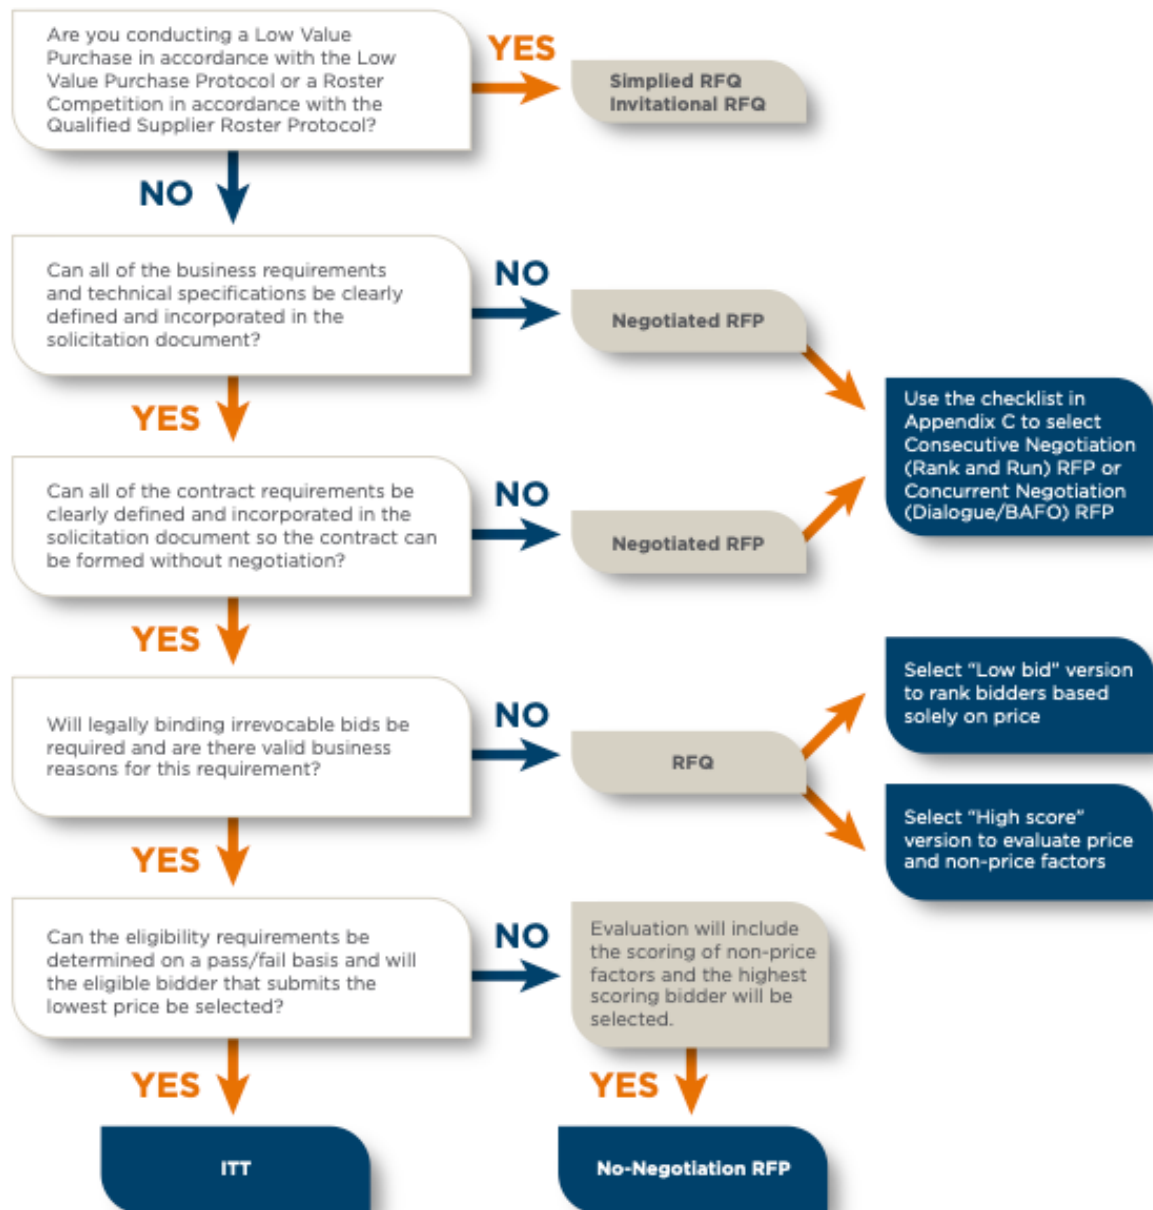 Are you conducting a Low Value
Purchase in accordance with the Low
Value Purchase Protocol or a Roster
Competition in accordance with the
Qualified Supplier Roster Protocol?
YES
Simplied RFQ
Invitational RFQ
NO
Can all of the business requirements
and technical specifications be clearly
defined and incorporated in the
solicitation document?
NO
Negotiated RFP
YES
Use the checklist in
Appendix C to select
Consecutive Negotiation
(Rank and Run) RFP or
Concurrent Negotiation
(Dialogue/BAFO) RFP
Can all of the contract requirements be
clearly defined and incorporated in the
solicitation document so the contract can
be formed without negotiation?
NO
Negotiated RFP
YES
Will legally binding irrevocable bids be
required and are there valid business
reasons for this requirement?
NO
RFQ
Select “Low bid” version
to rank bidders based
solely on price
Select “High score”
version to evaluate price
and non-price factors
YES
Can the eligibility requirements be
determined on a pass/fail basis and will
the eligible bidder that submits the
lowest price be selected?
NO
Evaluation will include
the scoring of non-price
factors and the highest
scoring bidder will be
selected.
YES
YES
ITT
No-Negotiation RFP